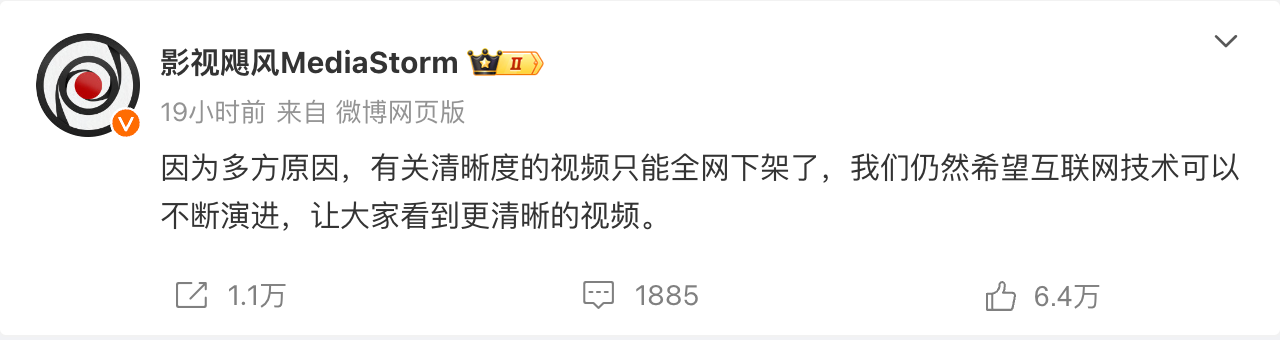 影视飓风MediaStorm II
19小时前 来自 微博网页版
因为多方原因，有关清晰度的视频只能全网下架了，我们仍然希望互联网技术可以
不断演进，让大家看到更清晰的视频。
1.1万 1885 6.4万